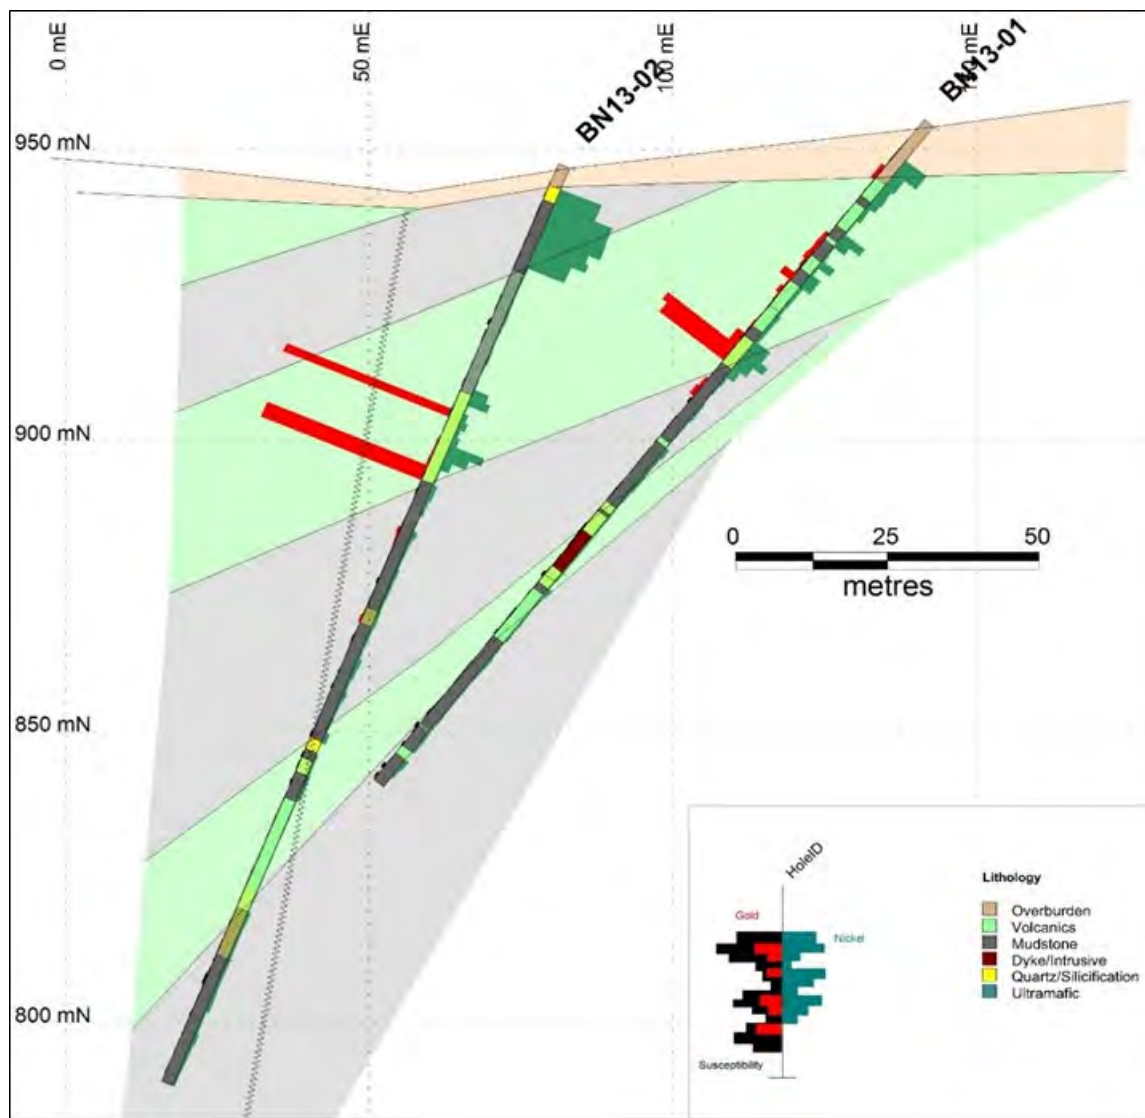 0 mE
50 mE
100 mE
BN13-02
BN13-01
950 mN
900 mN
850 mN
800 mN
0 25 50
metres
HoleID
Gold
Nickel
Susceptibility
Lithology
Overburden
Volcanics
Mudstone
Dyke/Intrusive
Quartz/Silicification
Ultramafic